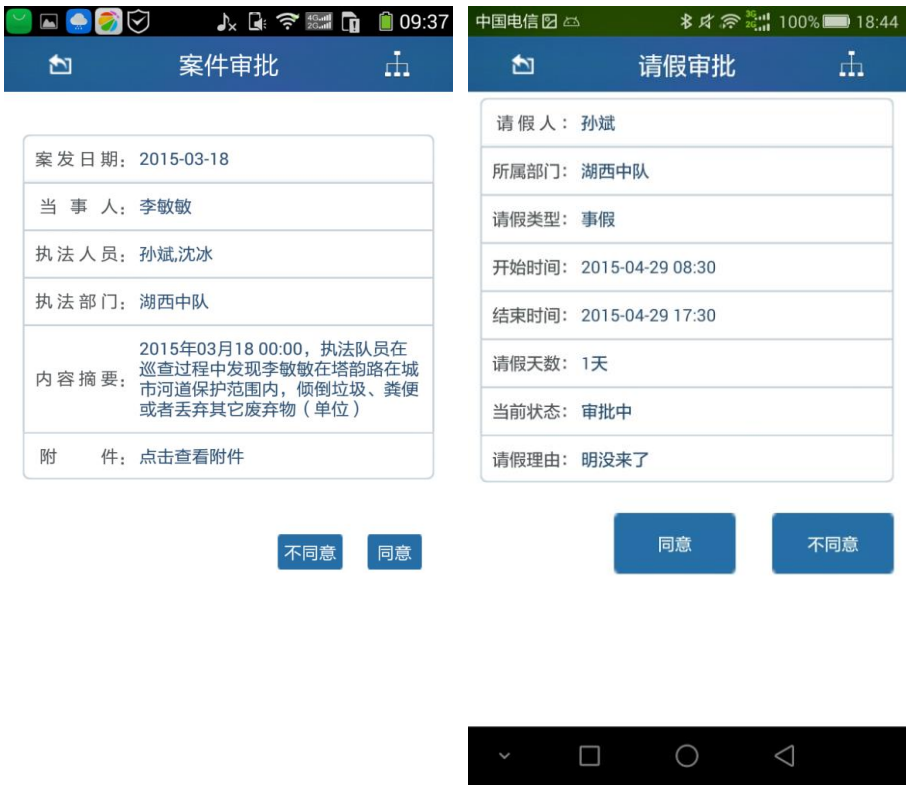 09:37
案件审批
案发日期： 2015-03-18
当事人： 李敏敏
执法人员： 孙斌,沈冰
执法部门： 湖西中队
内容摘要： 2015年03月18 00:00，执法队员在
巡查过程中发现李敏敏在塔韵路在城
市河道保护范围内，倾倒垃圾、粪便
或者丢弃其它废弃物（单位）
附件： 点击查看附件
不同意 同意
中国电信 100% 18:44
请假审批
请假人： 孙斌
所属部门： 湖西中队
请假类型： 事假
开始时间： 2015-04-29 08:30
结束时间： 2015-04-29 17:30
请假天数： 1天
当前状态： 审批中
请假理由： 明没来了
同意 不同意